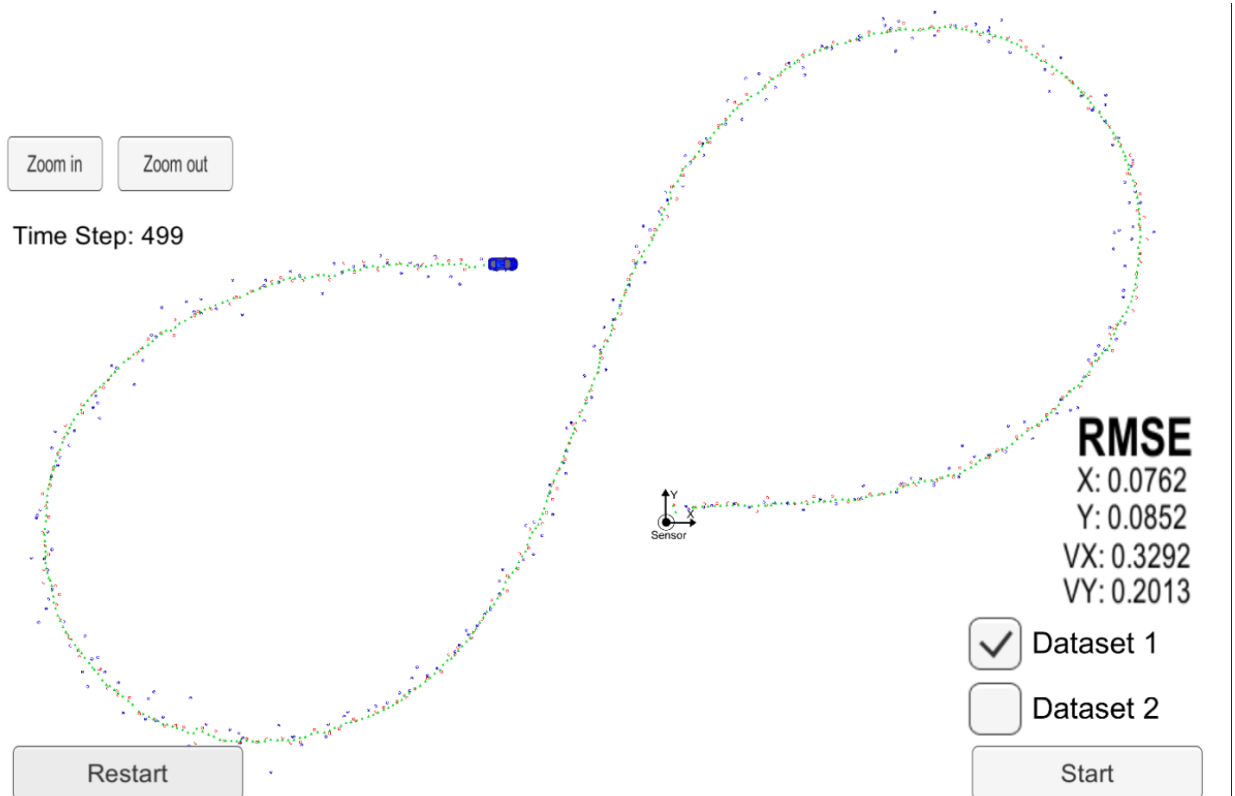 Zoom in
Zoom out
Time Step: 499
Y
X
Sensor
RMSE
X: 0.0762
Y: 0.0852
VX: 0.3292
VY: 0.2013
Dataset 1
Dataset 2
Restart
Start